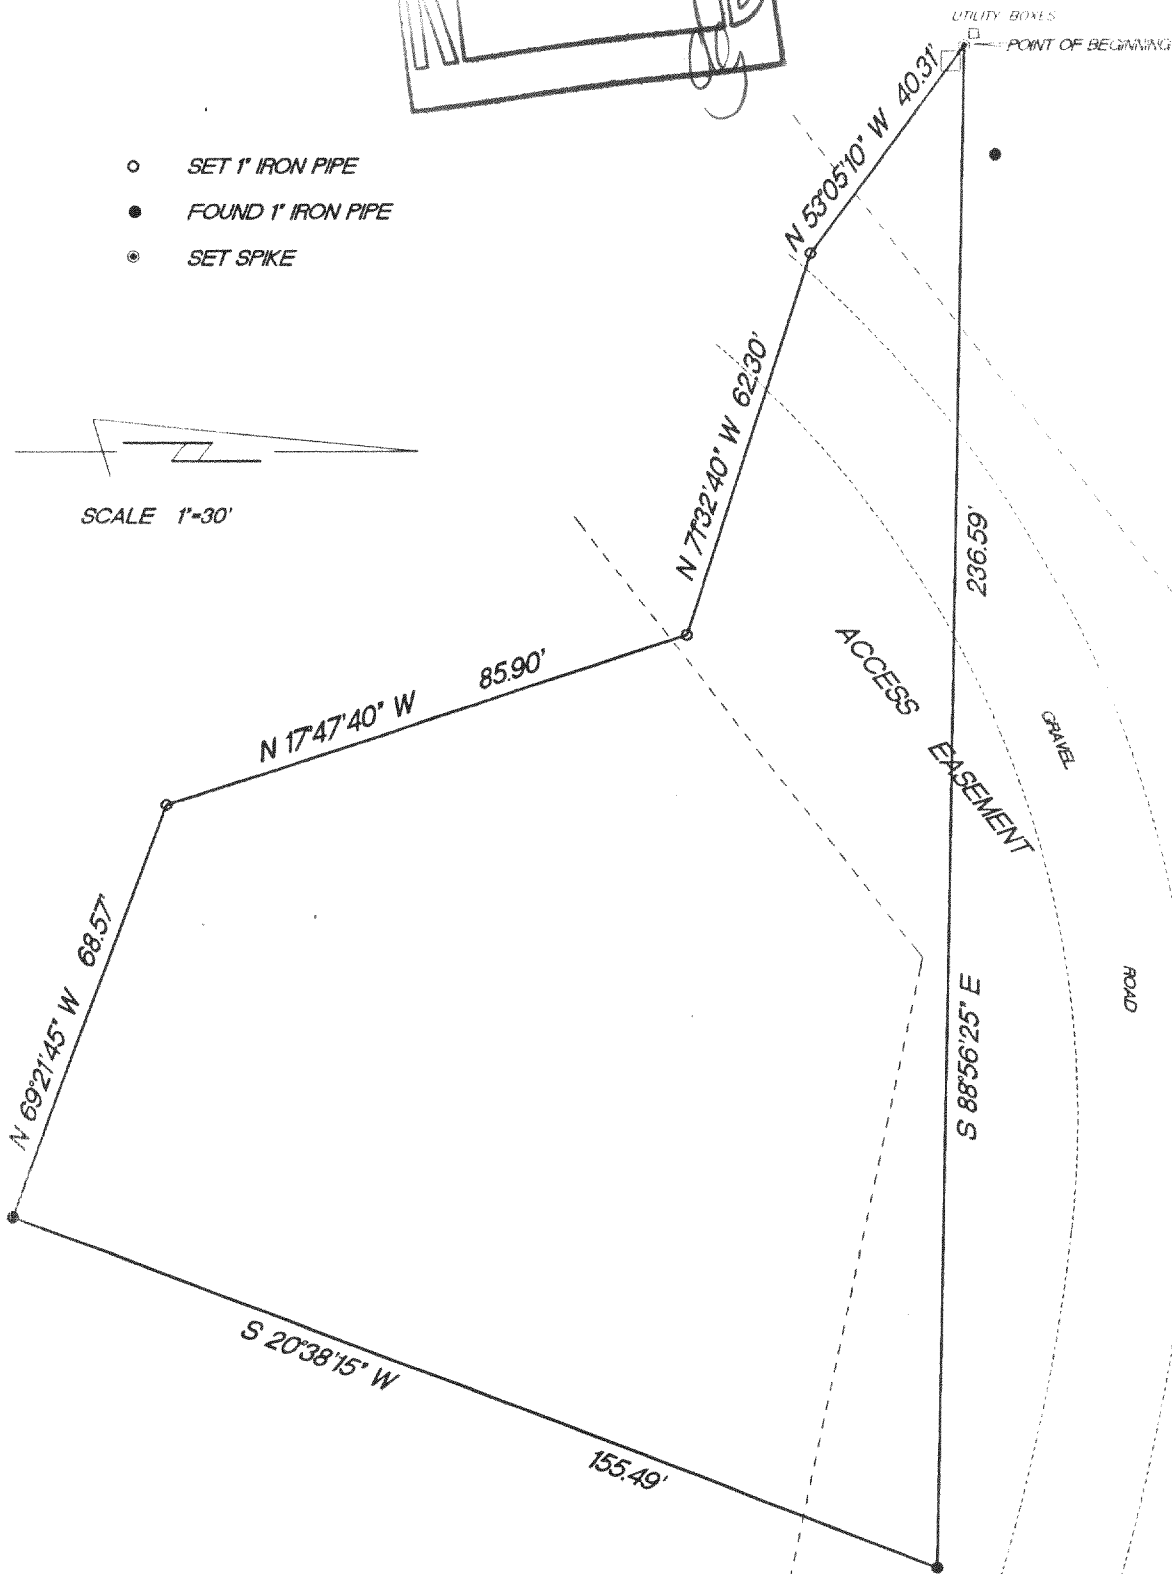 UTILITY BOXES
POINT OF BEGINNING
N 53°05'10" W 40.31'
SET 1" IRON PIPE
FOUND 1" IRON PIPE
SET SPIKE
N 71°32'40" W 62.30'
SCALE 1"=30'
236.59'
ACCESS EASEMENT
85.90'
N 17°47'40" W
GRAVEL
ROAD
N 69°21'45" W 68.57'
S 88°56'25" E
S 20°38'15" W
155.49'